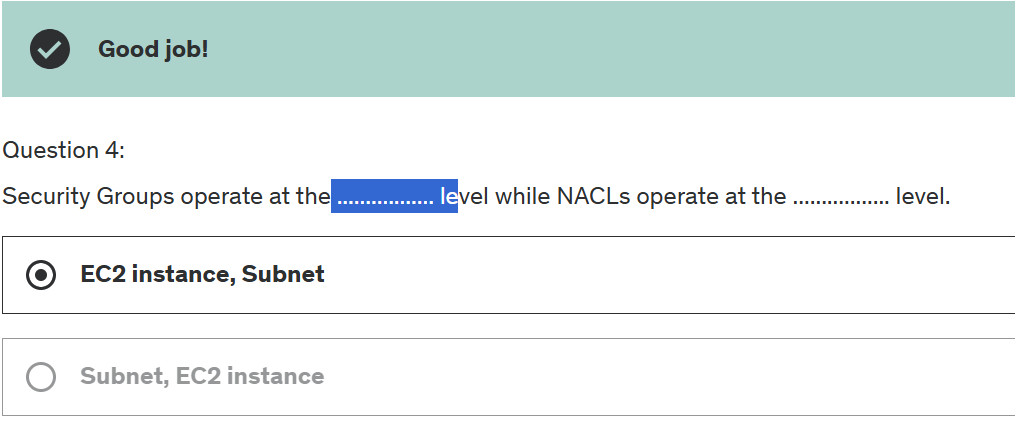 Good job!
Question 4:
Security Groups operate at the ................. level while NACLs operate at the ................. level.
EC2 instance, Subnet
Subnet, EC2 instance